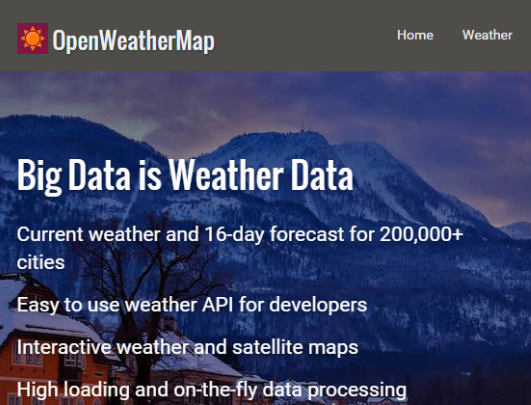 OpenWeatherMap
Home
Weather
Big Data is Weather Data
Current weather and 16-day forecast for 200,000+
cities
Easy to use weather API for developers
Interactive weather and satellite maps
High loading and on-the-fly data processing